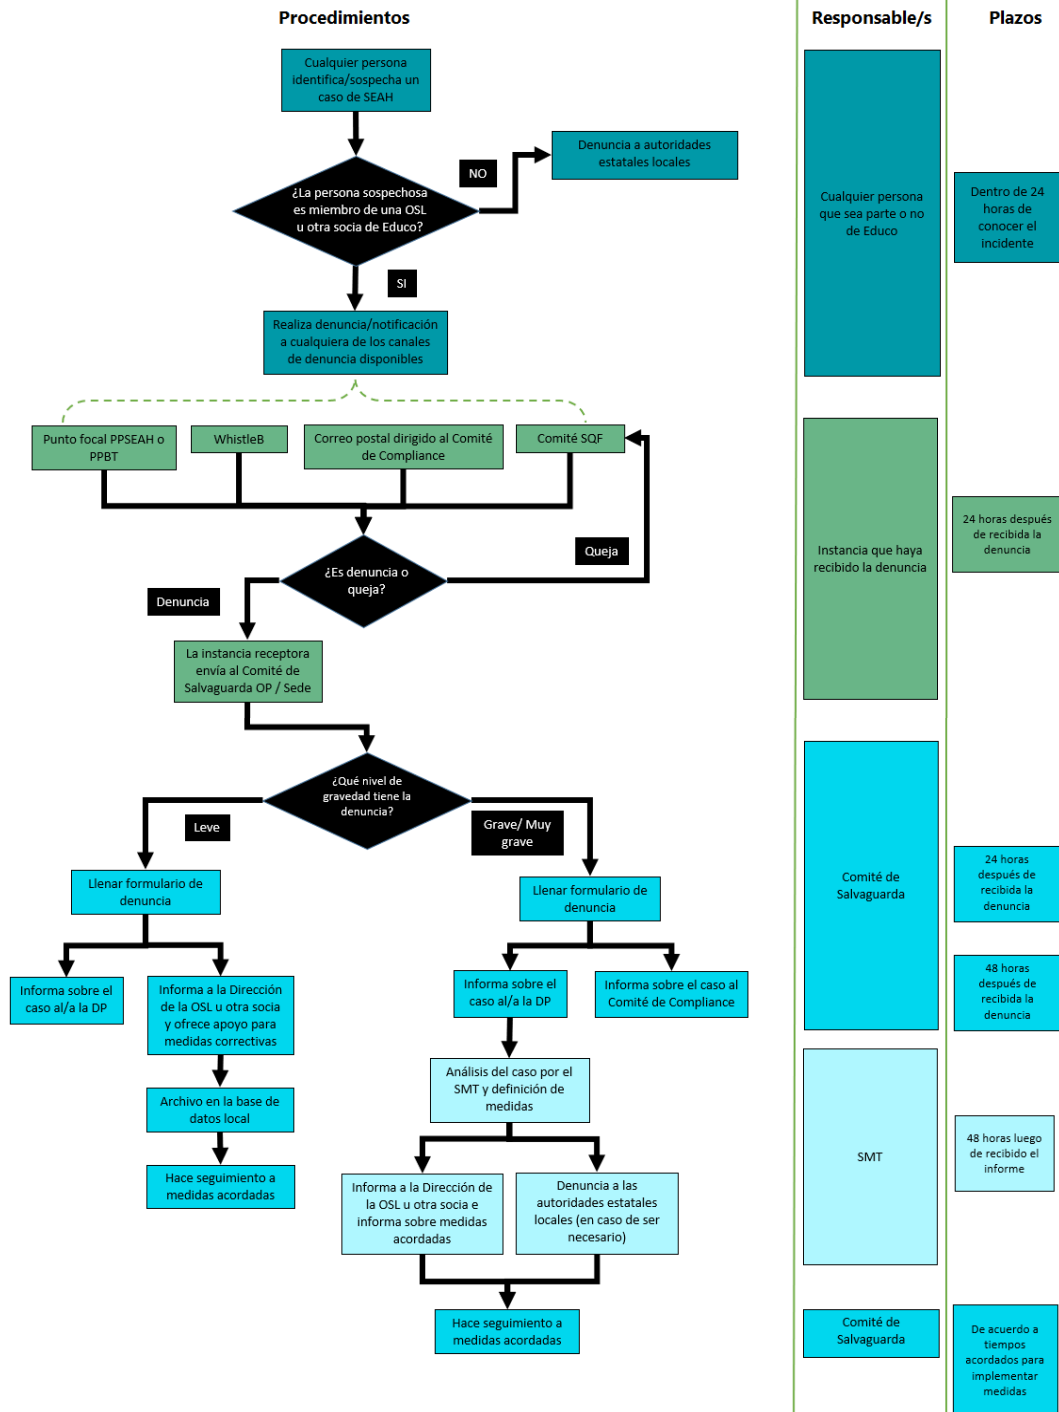 Procedimientos
Responsable/s
Plazos
Cualquier persona
identifica/sospecha un
caso de SEAH
¿La persona sospechosa
es miembro de una OSL
u otra socia de Educo?
NO
Denuncia a autoridades
estatales locales
SI
Realiza denuncia/notificación
a cualquiera de los canales
de denuncia disponibles
Cualquier persona
que sea parte o no
de Educo
Dentro de 24
horas de
conocer el
incidente
Punto focal PPSEAH o
PPBT
WhistleB
Correo postal dirigido al Comité
de Compliance
Comité SQF
¿Es denuncia o
queja?
Queja
Denuncia
La instancia receptora
envía al Comité de
Salvaguarda OP / Sede
Instancia que haya
recibido la denuncia
24 horas después
de recibida la
denuncia
¿Qué nivel de
gravedad tiene la
denuncia?
Leve
Grave/ Muy
grave
Llenar formulario de
denuncia
Llenar formulario de
denuncia
Informa sobre el
caso al/a la DP
Informa a la Dirección
de la OSL u otra socia
y ofrece apoyo para
medidas correctivas
Informa sobre el
caso al/a la DP
Informa sobre el caso al
Comité de Compliance
Comité de
Salvaguarda
24 horas
después de
recibida la
denuncia
48 horas
después de
recibida la
denuncia
Archivo en la base de
datos local
Hace seguimiento a
medidas acordadas
Análisis del caso por el
SMT y definición de
medidas
Informa a la Dirección de
la OSL u otra socia e
informa sobre medidas
acordadas
Denuncia a las
autoridades estatales
locales (en caso de ser
necesario)
SMT
48 horas luego
de recibido el
informe
Hace seguimiento a
medidas acordadas
Comité de
Salvaguarda
De acuerdo a
tiempos
acordados para
implementar
medidas